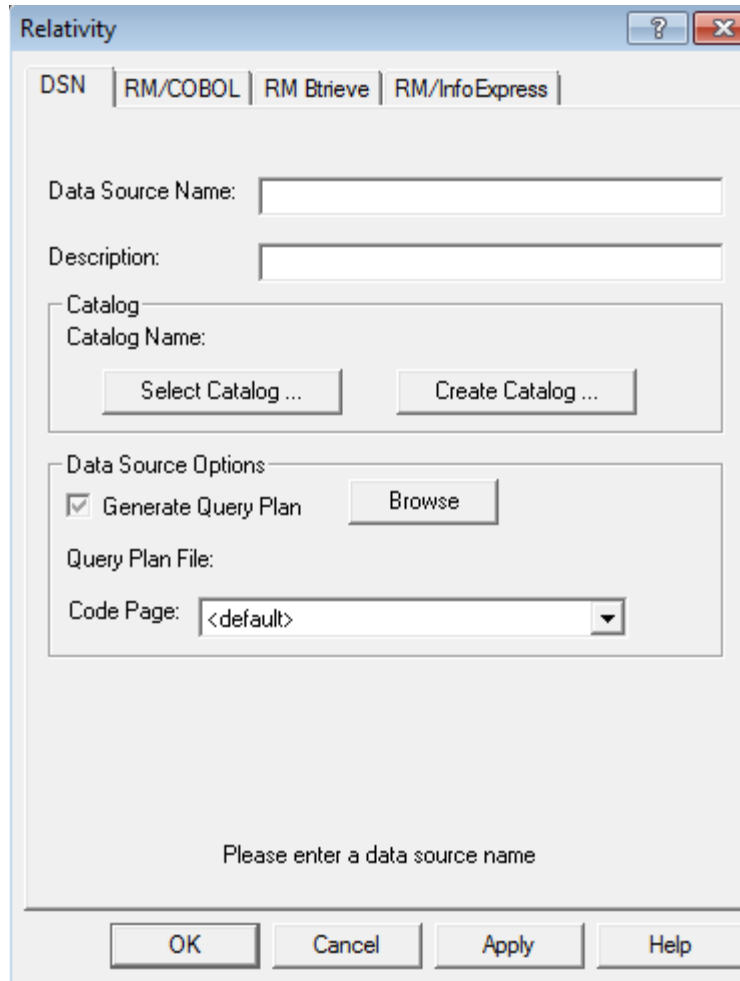 Relativity
DSN RM/COBOL RM Btrieve RM/InfoExpress
Data Source Name:
Description:
Catalog
Catalog Name:
Select Catalog ... Create Catalog ...
Data Source Options
Generate Query Plan Browse
Query Plan File:
Code Page: <default>
Please enter a data source name
OK Cancel Apply Help